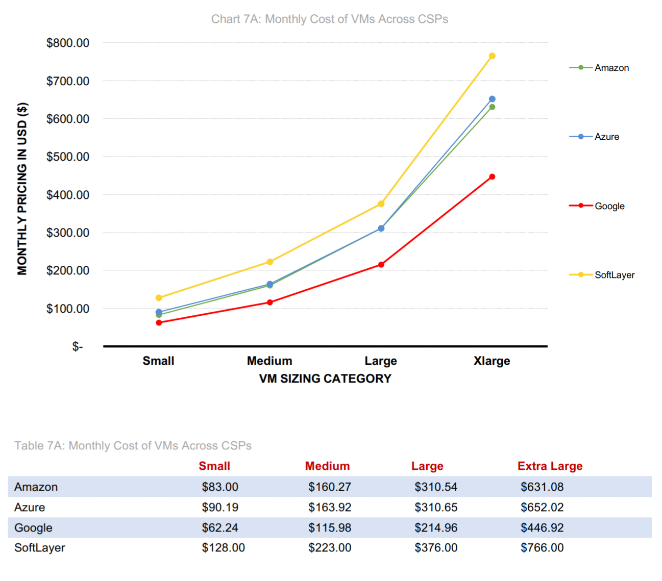 Chart 7A: Monthly Cost of VMs Across CSPs
$800.00
$700.00
$600.00
$500.00
$400.00
$300.00
$200.00
$100.00
$-
MONTHLY PRICING IN USD ($)
Small Medium Large Xlarge
VM SIZING CATEGORY
Amazon
Azure
Google
SoftLayer
Table 7A: Monthly Cost of VMs Across CSPs
Small Medium Large Extra Large
Amazon $83.00 $160.27 $310.54 $631.08
Azure $90.19 $163.92 $310.65 $652.02
Google $62.24 $115.98 $214.96 $446.92
SoftLayer $128.00 $223.00 $376.00 $766.00